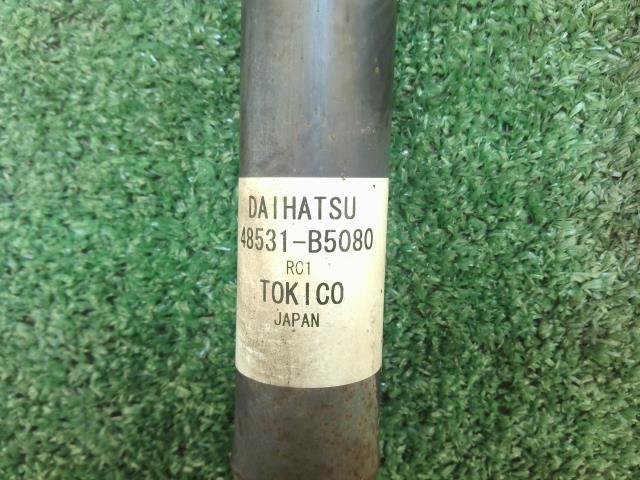 DAIHATSU
48531-B5080
RC1
TOKICO
JAPAN